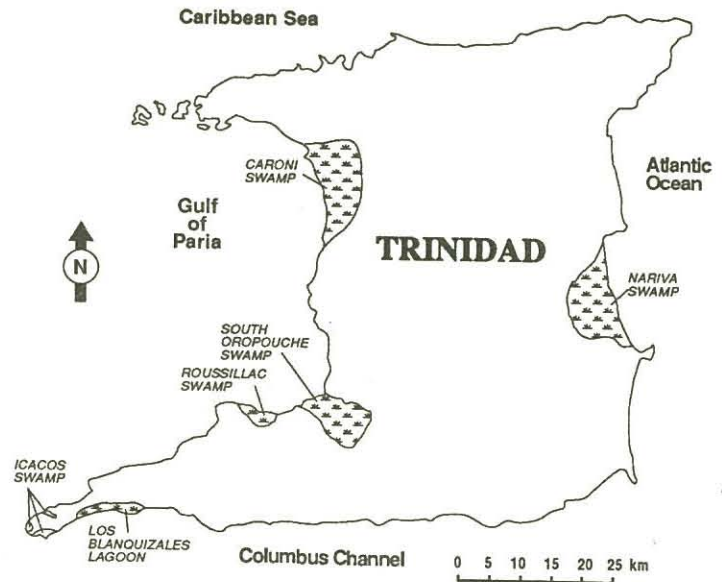 Caribbean Sea
CARONI
SWAMP
Atlantic
Ocean
Gulf
of
Paria
TRINIDAD
N
NARIVA
SWAMP
SOUTH
OROPOUCHE
SWAMP
ROUSSILLAC
SWAMP
ICACOS
SWAMP
LOS
BLANQUIZALES
LAGOON
Columbus Channel
0 5 10 15 20 25 km